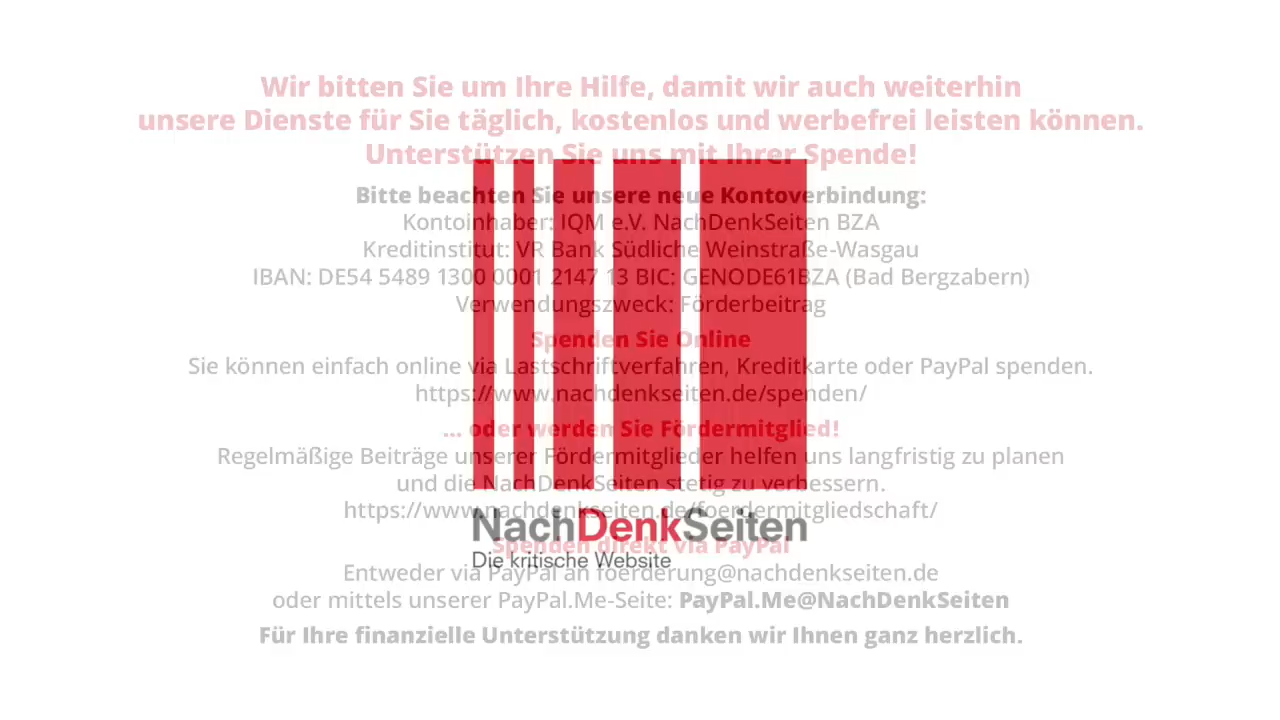 Wir bitten Sie um Ihre Hilfe, damit wir auch weiterhin
unsere Dienste für Sie täglich, kostenlos und werbefrei leisten können.
Unterstützen Sie uns mit Ihrer Spende!
Bitte beachten Sie unsere neue Kontoverbindung:
Kontoinhaber: IQM e.V. NachDenkSeiten BZA
Kreditinstitut: VR Bank Südliche Weinstraße-Wasgau
IBAN: DE54 5489 1300 0001 2147 13 BIC: GENODE61BZA (Bad Bergzabern)
Verwendungszweck: Förderbeitrag
Spenden Sie Online
Sie können einfach online via Lastschriftverfahren, Kreditkarte oder PayPal spenden.
https://www.nachdenkseiten.de/spenden/
... oder werden Sie Fördermitglied!
Regelmäßige Beiträge unserer Fördermitglieder helfen uns langfristig zu planen
und die NachDenkSeiten stetig zu verbessern.
https://www.nachdenkseiten.de/foerdermitgliedschaft/
NachDenkSeiten
Spenden direkt via PayPal
Die kritische Website
Entweder via PayPal an foerderung@nachdenkseiten.de
oder mittels unserer PayPal.Me-Seite: PayPal.Me@NachDenkSeiten
Für Ihre finanzielle Unterstützung danken wir Ihnen ganz herzlich.